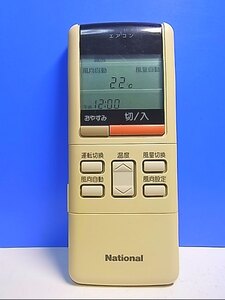 エアコン
風向自動 風量自動
22℃
12:00
おやすみ 切/入
運転切換 温度 風量切換
風向自動 風向設定
National